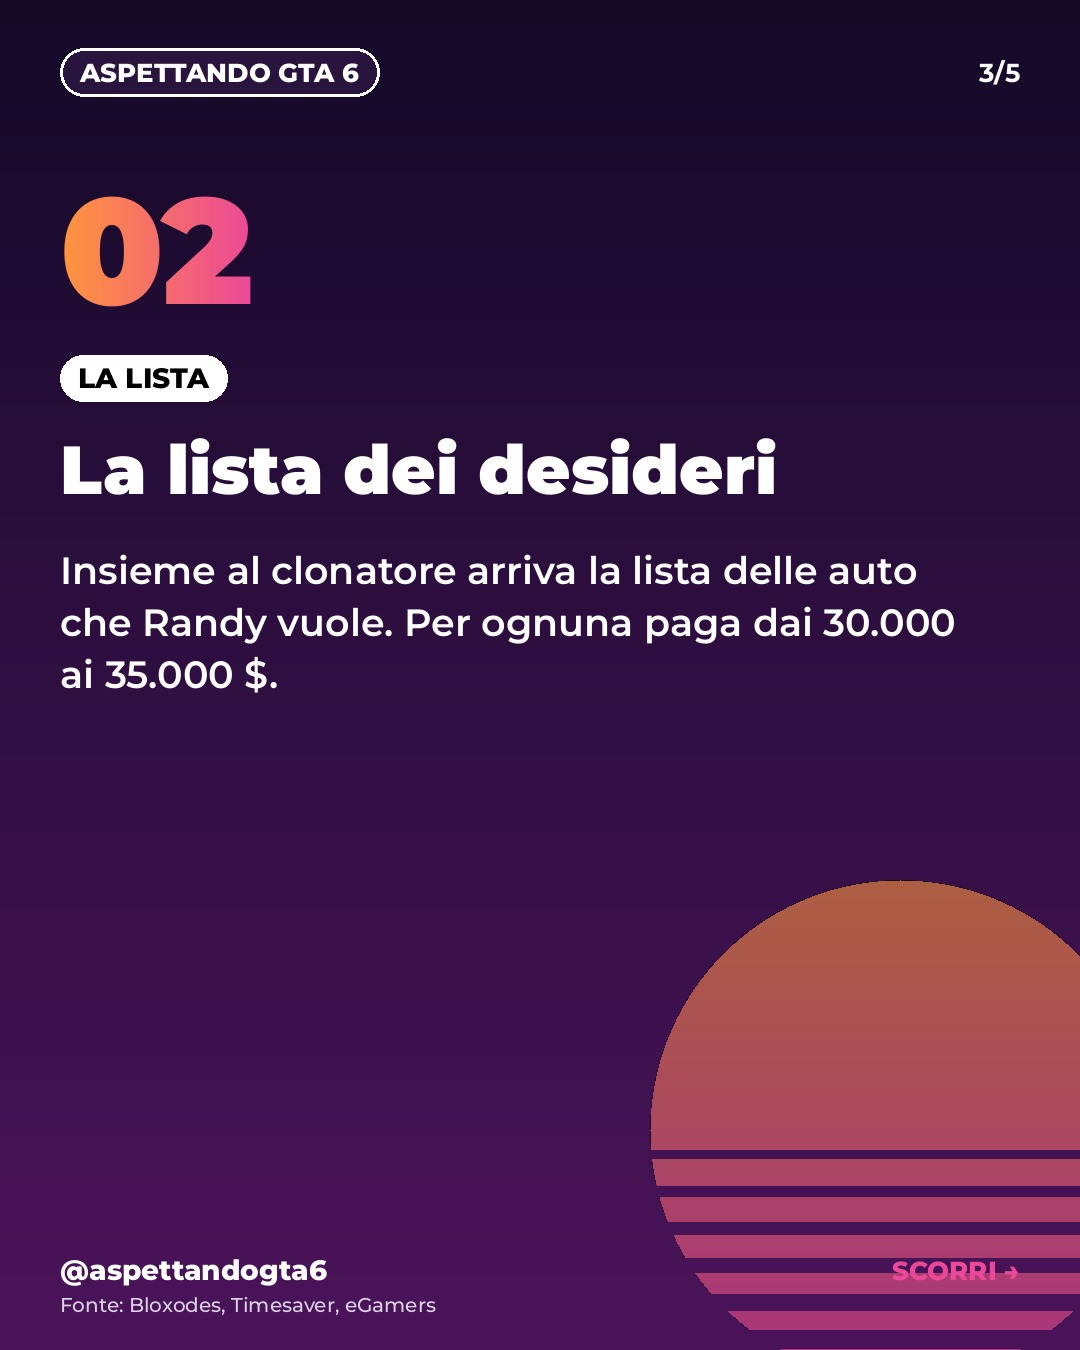 ASPETTANDO GTA 6
3/5
02
LA LISTA
La lista dei desideri
Insieme al clonatore arriva la lista delle auto
che Randy vuole. Per ognuna paga dai 30.000
ai 35.000 $.
@aspettandogta6
SCORRI →
Fonte: Bloxodes, Timesaver, eGamers